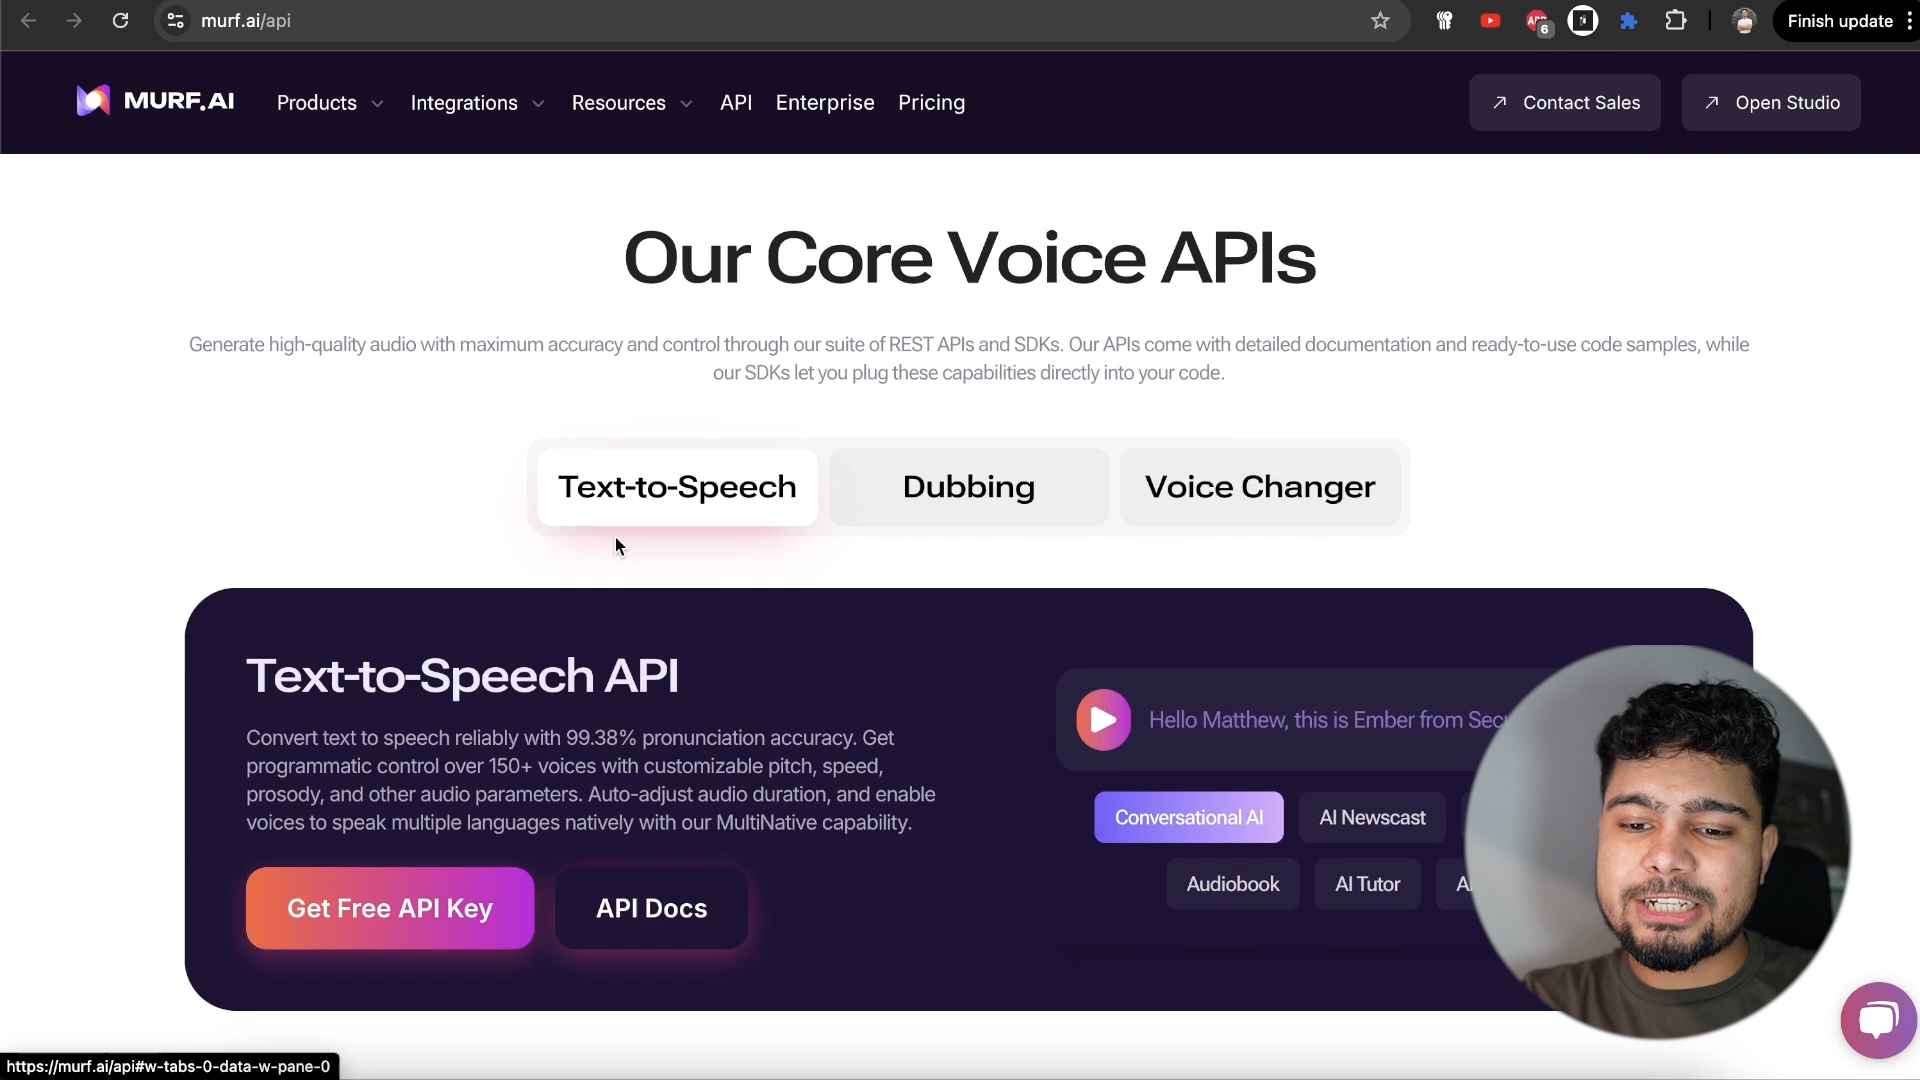 murf.ai/api
ABP
6
Finish update
MURF.AI
Products
Integrations
Resources
API
Enterprise
Pricing
Contact Sales
Open Studio
Our Core Voice APIs
Generate high-quality audio with maximum accuracy and control through our suite of REST APIs and SDKs. Our APIs come with detailed documentation and ready-to-use code samples, while
our SDKs let you plug these capabilities directly into your code.
Text-to-Speech
Dubbing
Voice Changer
Text-to-Speech API
Convert text to speech reliably with 99.38% pronunciation accuracy. Get
programmatic control over 150+ voices with customizable pitch, speed,
prosody, and other audio parameters. Auto-adjust audio duration, and enable
voices to speak multiple languages natively with our MultiNative capability.
Get Free API Key
API Docs
Hello Matthew, this is Ember from
Conversational AI
AI Newscast
Audiobook
AI Tutor
https://murf.ai/api#w-tabs-0-data-w-pane-0